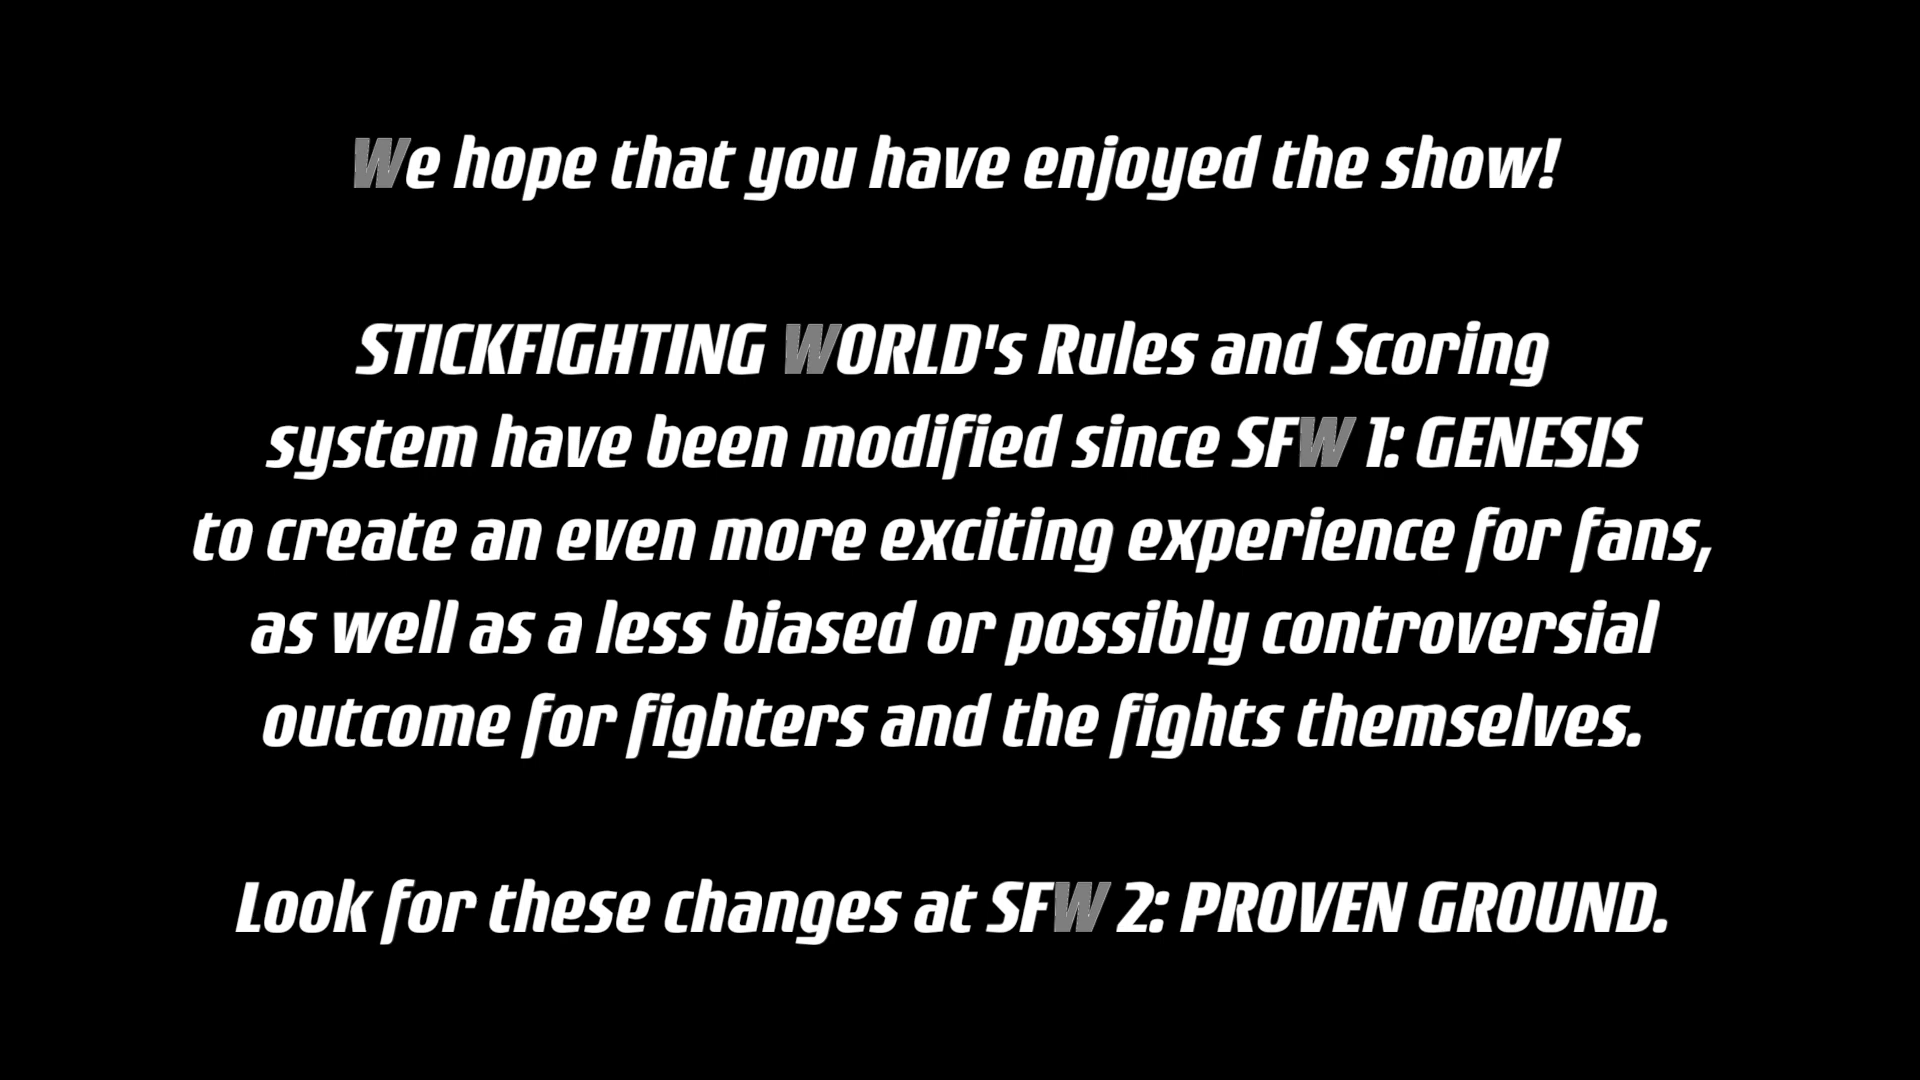 We hope that you have enjoyed the show!
STICKFIGHTING WORLD's Rules and Scoring
system have been modified since SFW 1: GENESIS
to create an even more exciting experience for fans,
as well as a less biased or possibly controversial
outcome for fighters and the fights themselves.
Look for these changes at SFW 2: PROVEN GROUND.